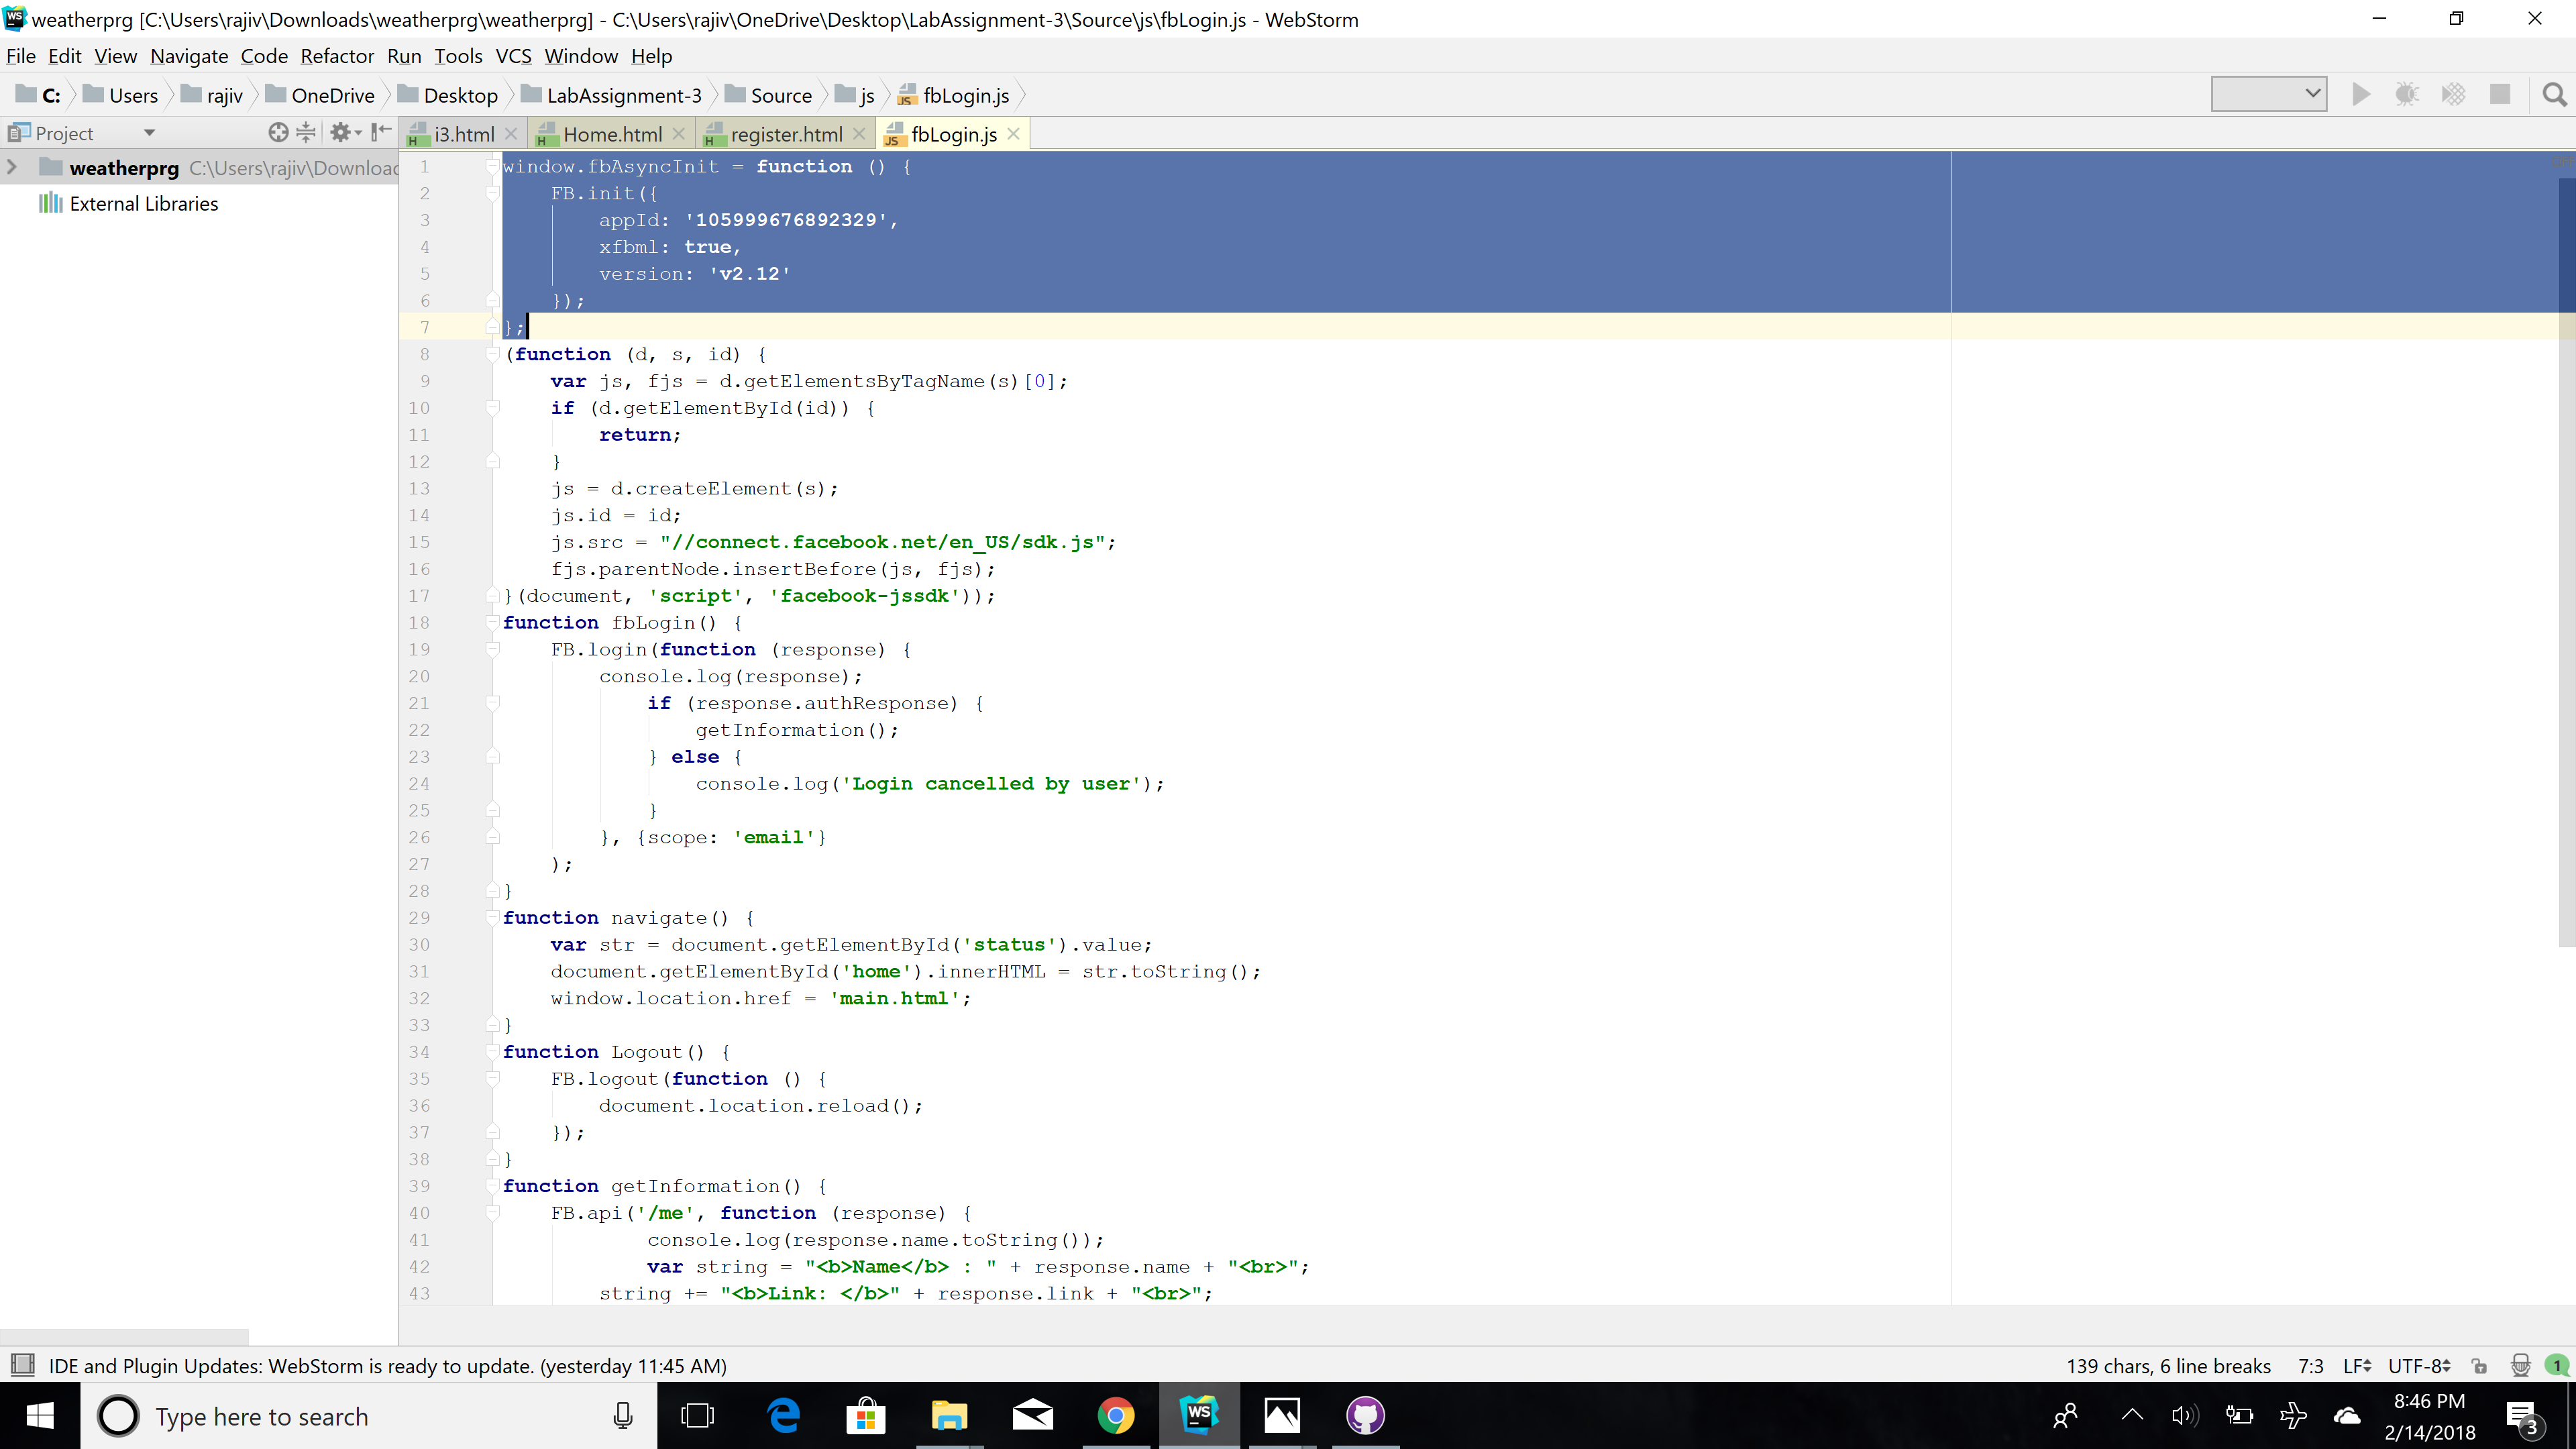 weatherprg [C:\Users\rajiv\Downloads\weatherprg\weatherprg] - C:\Users\rajiv\OneDrive\Desktop\LabAssignment-3\Source\js\fbLogin.js - WebStorm
File Edit View Navigate Code Refactor Run Tools VCS Window Help
C: Users rajiv OneDrive Desktop LabAssignment-3 Source js fbLogin.js
Project i3.html Home.html register.html fbLogin.js
weatherprg C:\Users\rajiv\Downloac
External Libraries
1 window.fbAsyncInit = function () {
2 FB.init({
3 appId: '105999676892329',
4 xfbml: true,
5 version: 'v2.12'
6 });
7 };
8 (function (d, s, id) {
9 var js, fjs = d.getElementsByTagName(s)[0];
10 if (d.getElementById(id)) {
11 return;
12 }
13 js = d.createElement(s);
14 js.id = id;
15 js.src = "//connect.facebook.net/en_US/sdk.js";
16 fjs.parentNode.insertBefore(js, fjs);
17 }(document, 'script', 'facebook-jssdk'));
18 function fbLogin() {
19 FB.login(function (response) {
20 console.log(response);
21 if (response.authResponse) {
22 getInformation();
23 } else {
24 console.log('Login cancelled by user');
25 }
26 }, {scope: 'email'}
27 );
28 }
29 function navigate() {
30 var str = document.getElementById('status').value;
31 document.getElementById('home').innerHTML = str.toString();
32 window.location.href = 'main.html';
33 }
34 function Logout() {
35 FB.logout(function () {
36 document.location.reload();
37 });
38 }
39 function getInformation() {
40 FB.api('/me', function (response) {
41 console.log(response.name.toString());
42 var string = "<b>Name</b> : " + response.name + "<br>";
43 string += "<b>Link: </b>" + response.link + "<br>";
IDE and Plugin Updates: WebStorm is ready to update. (yesterday 11:45 AM) 139 chars, 6 line breaks 7:3 LF UTF-8 1
Type here to search WS 8:46 PM
2/14/2018 3